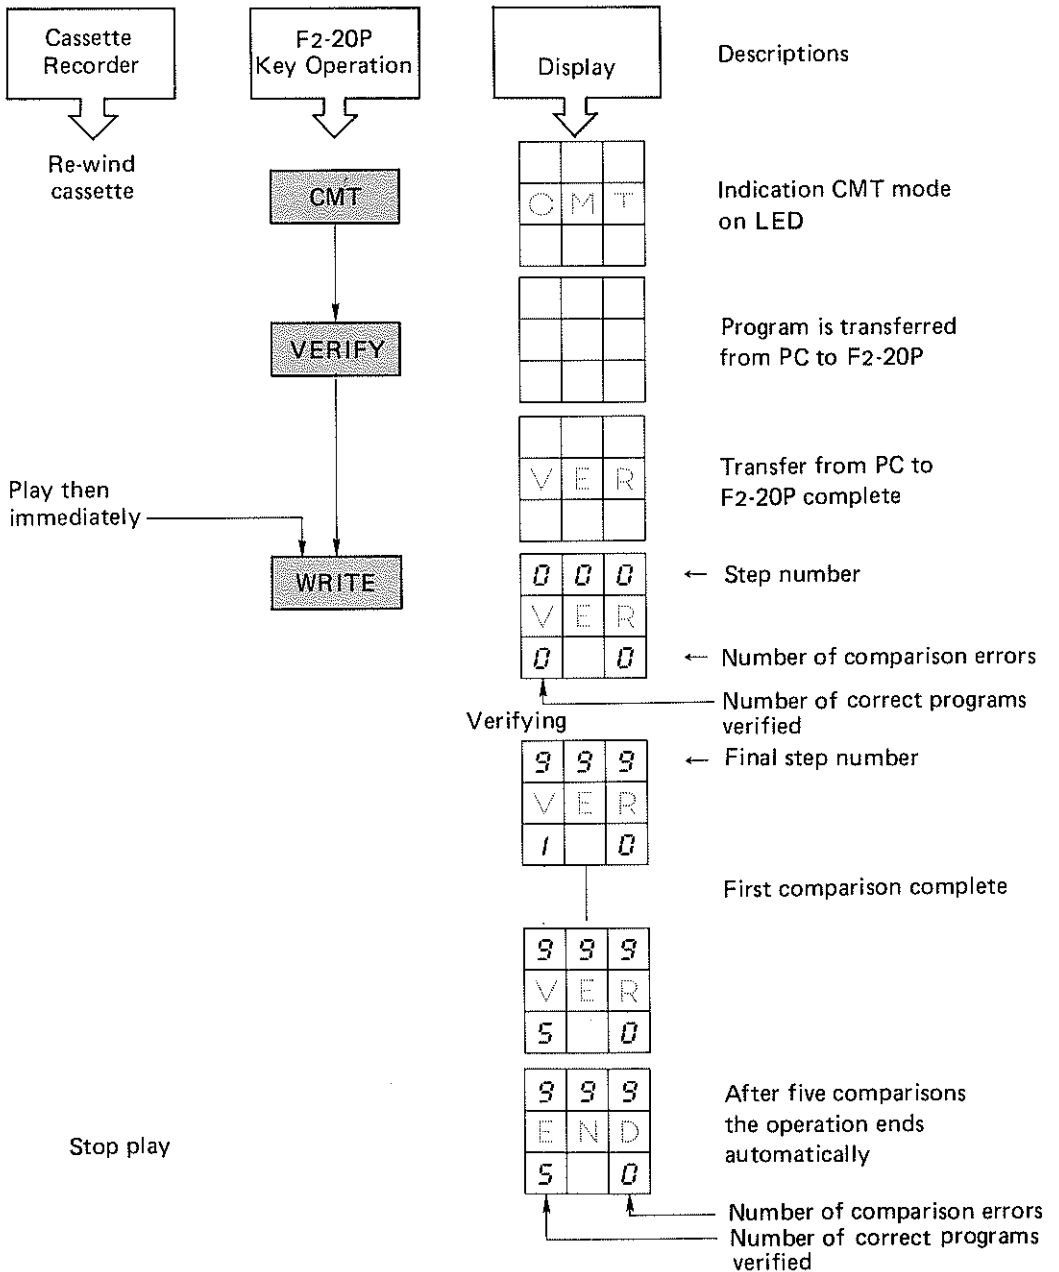 Cassette
Recorder
F2-20P
Key Operation
Display
Descriptions
Re-wind
cassette
CMT
C M T
Indication CMT mode
on LED
VERIFY
Program is transferred
from PC to F2-20P
V E R
Transfer from PC to
F2-20P complete
Play then
immediately
WRITE
0 0 0
V E R
0 0
← Step number
← Number of comparison errors
Number of correct programs
verified
Verifying
9 9 9
V E R
1 0
← Final step number
First comparison complete
9 9 9
V E R
5 0
9 9 9
E N D
5 0
After five comparisons
the operation ends
automatically
Stop play
Number of comparison errors
Number of correct programs
verified